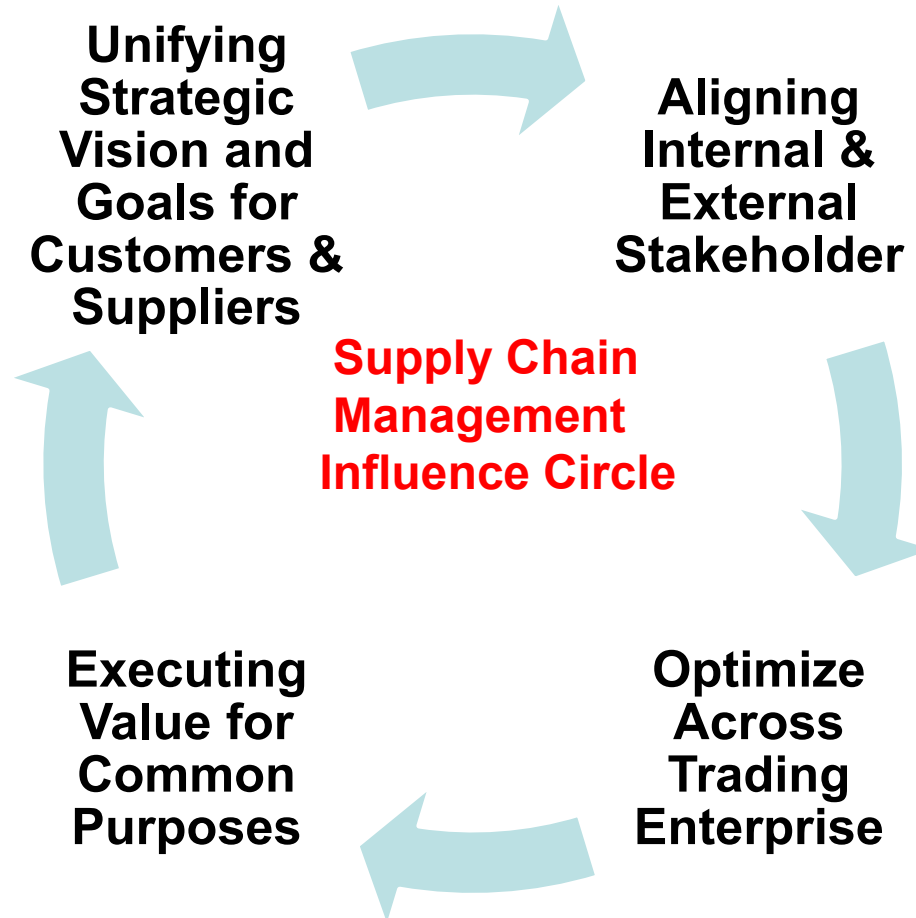 Unifying
Strategic
Vision and
Goals for
Customers &
Suppliers
Aligning
Internal &
External
Stakeholder
Supply Chain
Management
Influence Circle
Executing
Value for
Common
Purposes
Optimize
Across
Trading
Enterprise